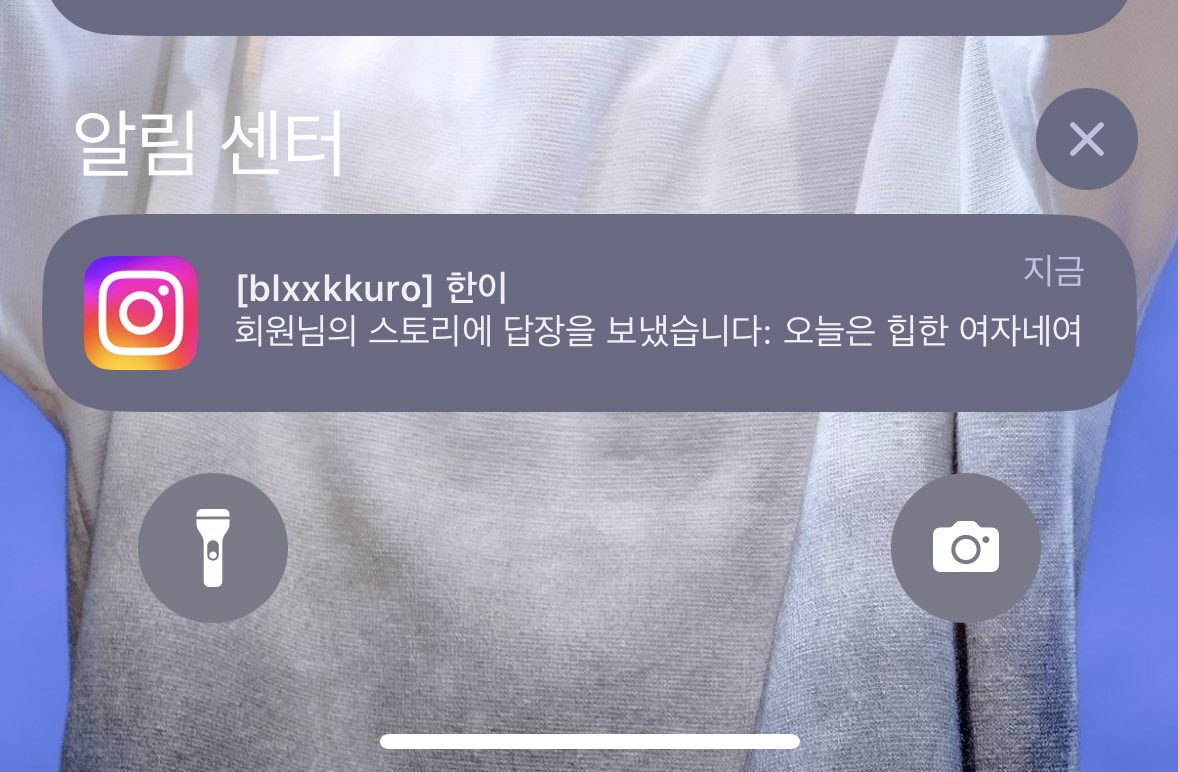 알림 센터
지금
[blxxkkuro] 한이
회원님의 스토리에 답장을 보냈습니다: 오늘은 힙한 여자네여